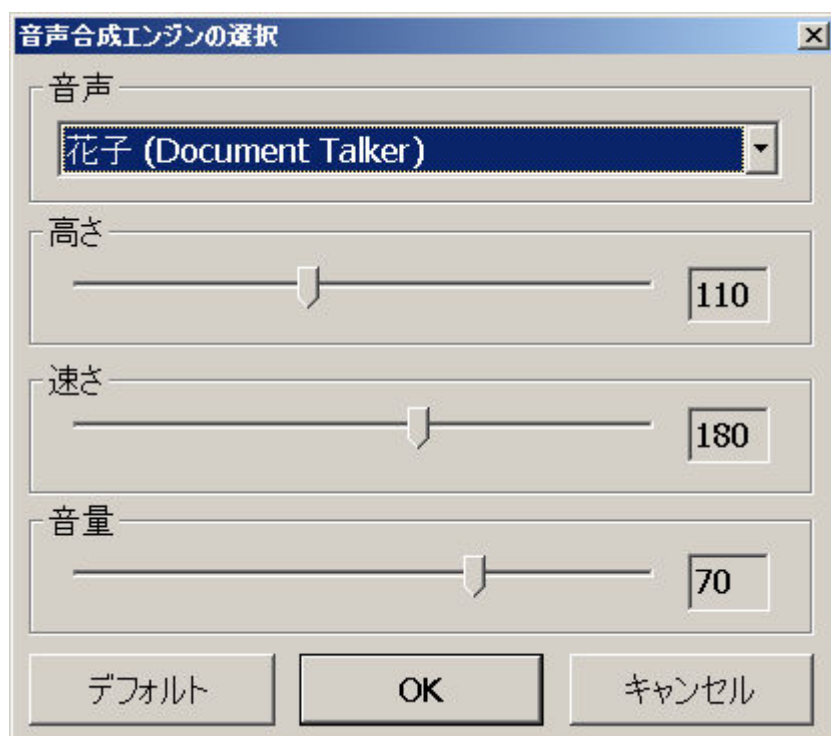 音声合成エンジンの選択
音声
花子 (Document Talker)
高さ
110
速さ
180
音量
70
デフォルト
OK
キャンセル